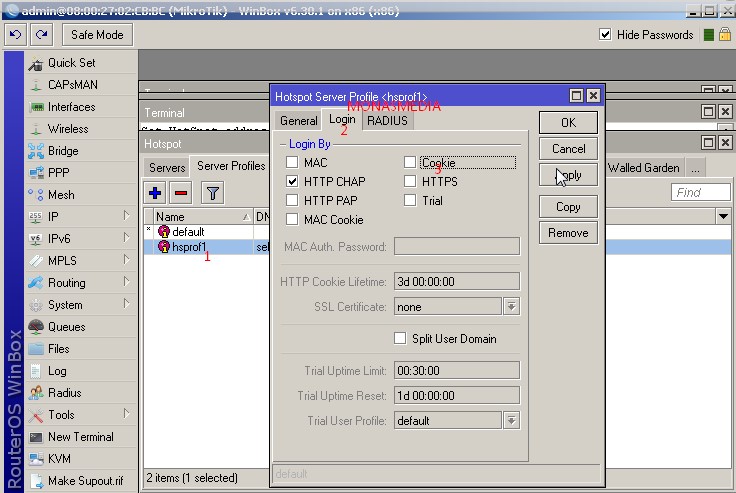 admin@08:00:27:02:CB:BC (MikroTik) - WinBox v6.30.1 on x86 (x86)
Safe Mode
Hide Passwords
RouterOS WinBox
Quick Set
CAPsMAN
Interfaces
Wireless
Bridge
PPP
Mesh
IP
IPv6
MPLS
Routing
System
Queues
Files
Log
Radius
Tools
New Terminal
KVM
Make Supout.rif
Terminal
Hotspot
Servers
Server Profiles
Walled Garden
...
Find
Name
* default
hsprof1
1
2 items (1 selected)
Hotspot Server Profile <hsprof1>
MONASMEDIA
General
Login
RADIUS
2
Login By
MAC
Cookie
3
HTTP CHAP
HTTPS
HTTP PAP
Trial
MAC Cookie
MAC Auth. Password:
HTTP Cookie Lifetime: 3d 00:00:00
SSL Certificate: none
Split User Domain
Trial Uptime Limit: 00:30:00
Trial Uptime Reset: 1d 00:00:00
Trial User Profile: default
default
OK
Cancel
Apply
Copy
Remove